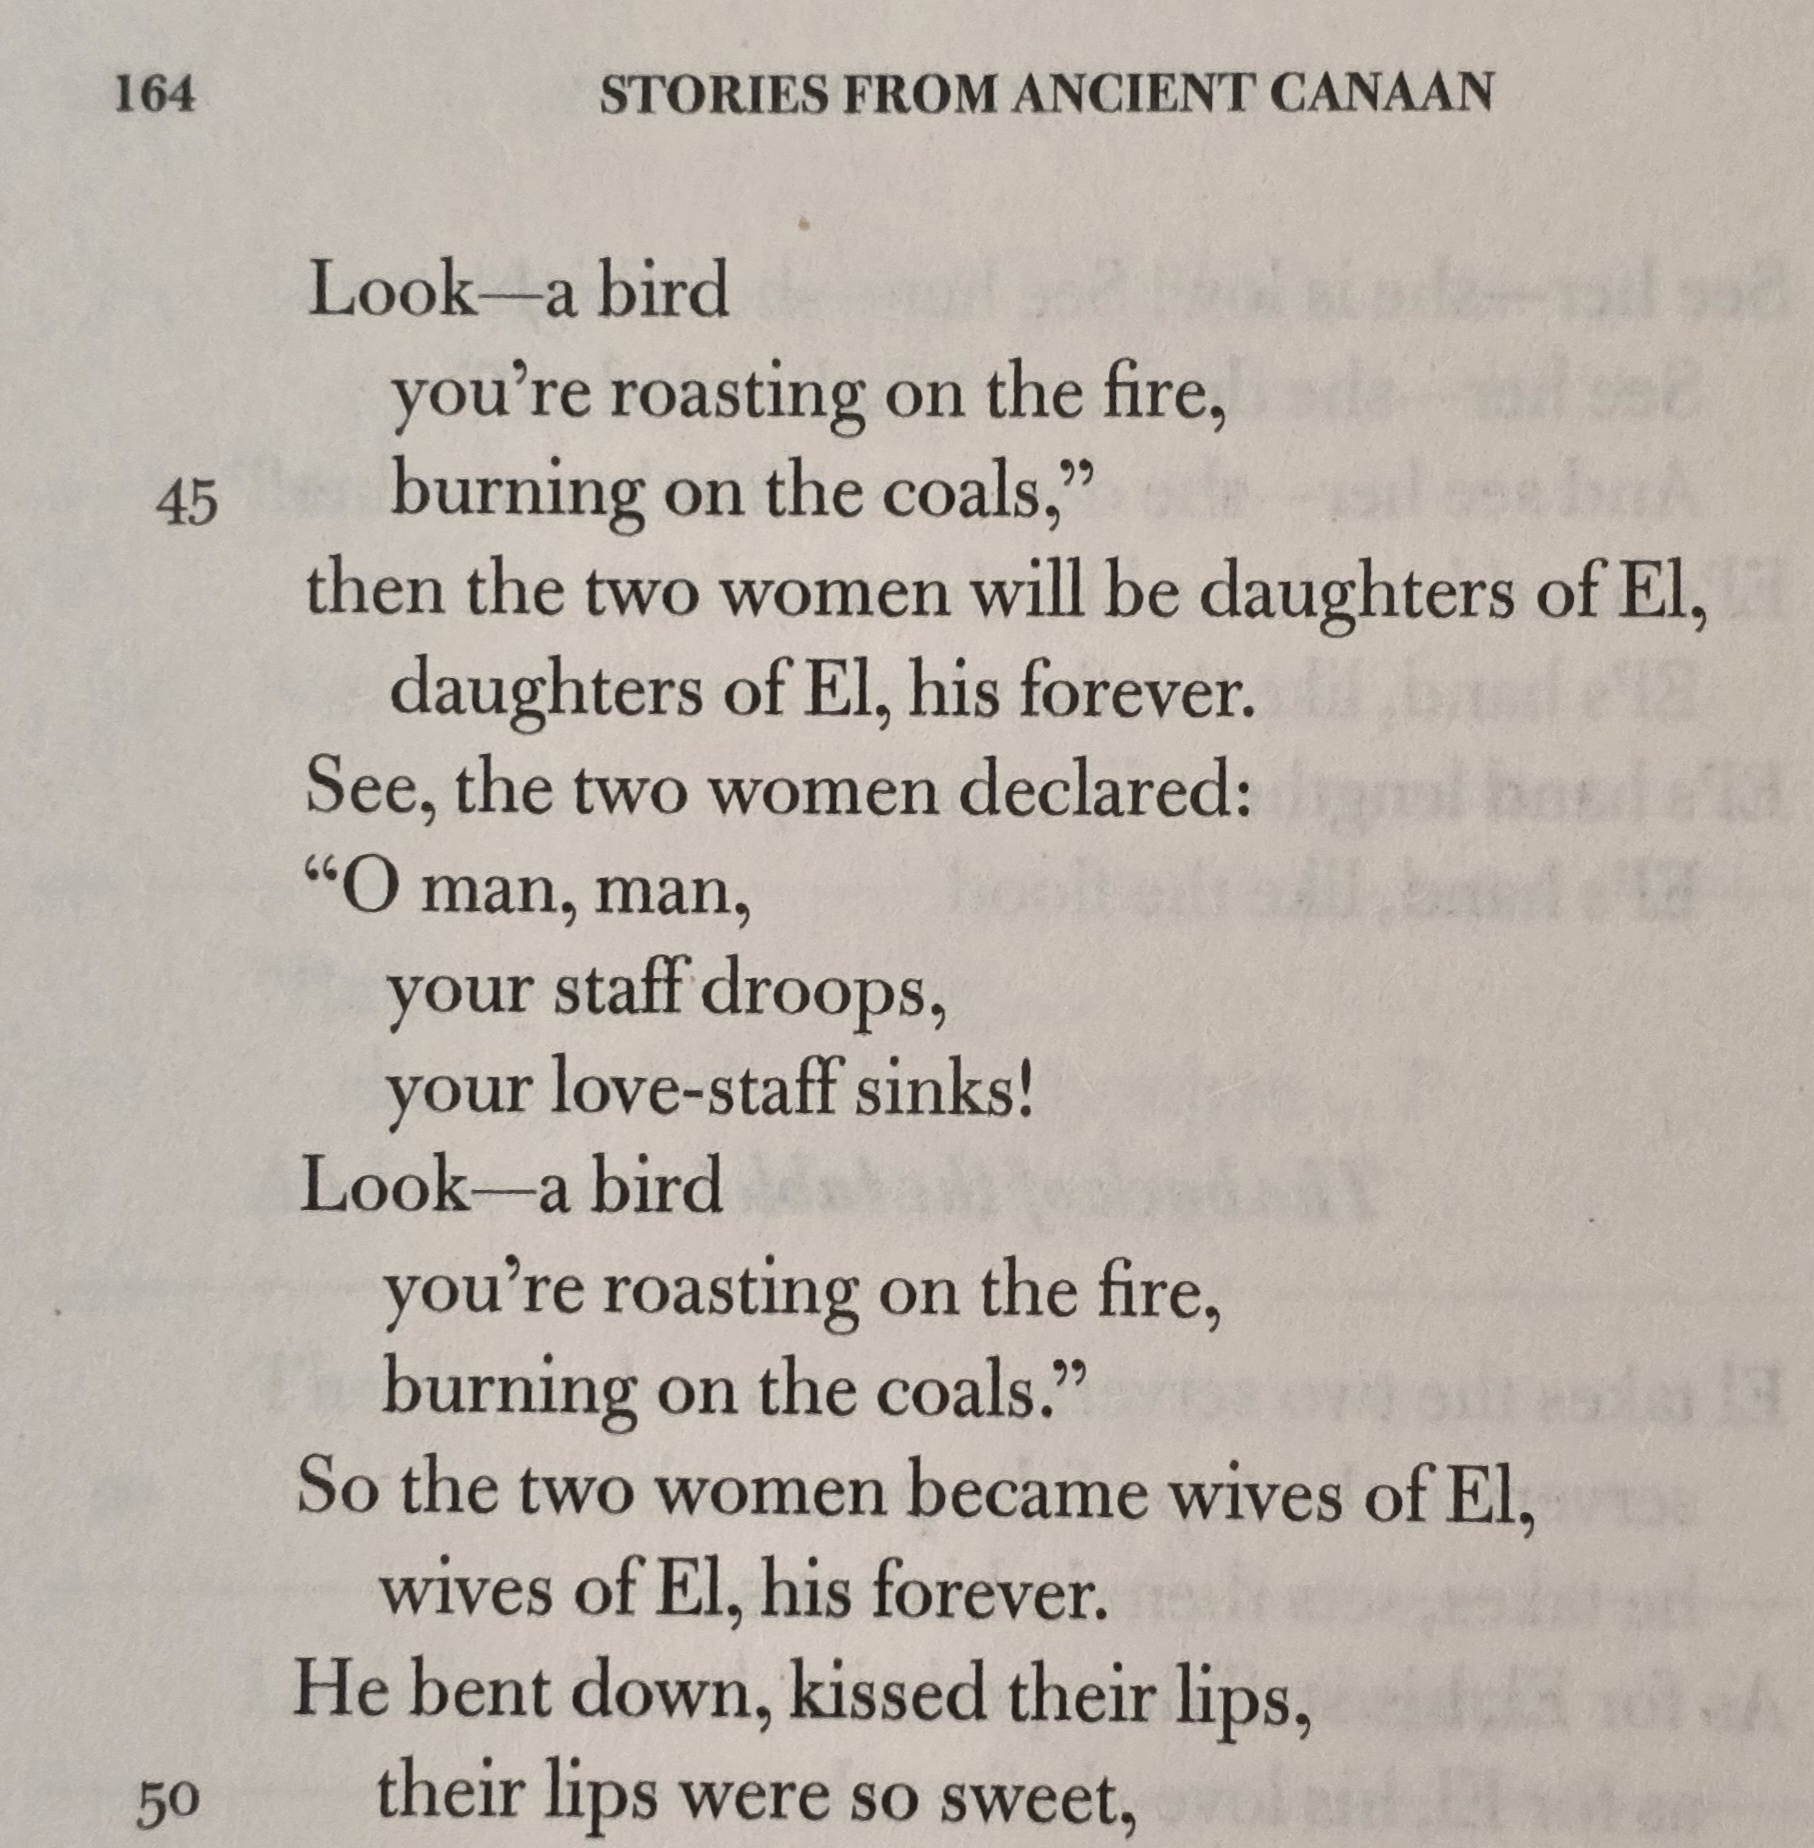 164 STORIES FROM ANCIENT CANAAN
Look—a bird
you’re roasting on the fire,
45 burning on the coals,”
then the two women will be daughters of El,
daughters of El, his forever.
See, the two women declared:
“O man, man,
your staff droops,
your love-staff sinks!
Look—a bird
you’re roasting on the fire,
burning on the coals.”
So the two women became wives of El,
wives of El, his forever.
He bent down, kissed their lips,
50 their lips were so sweet,